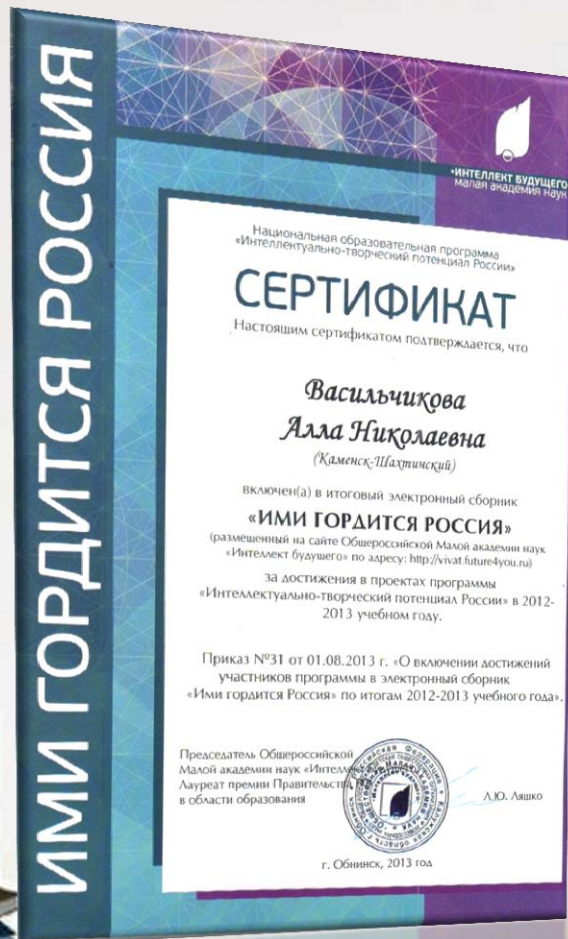 ИМИ ГОРДИТСЯ РОССИЯ
«ИНТЕЛЛЕКТ БУДУЩЕГО»
малая академия наук
Национальная образовательная программа
«Интеллектуально-творческий потенциал России»
СЕРТИФИКАТ
Настоящим сертификатом подтверждается, что
Васильчикова
Алла Николаевна
(Каменск-Шахтинский)
включен(а) в итоговый электронный сборник
«ИМИ ГОРДИТСЯ РОССИЯ»
(размещенный на сайте Общероссийской Малой академии наук
«Интеллект будущего» по адресу: http://vivat.future4you.ru)
за достижения в проектах программы
«Интеллектуально-творческий потенциал России» в 2012-
2013 учебном году.
Приказ №31 от 01.08.2013 г. «О включении достижений
участников программы в электронный сборник
«Ими гордится Россия» по итогам 2012-2013 учебного года».
Председатель Общероссийской
Малой академии наук «Интеллект
Лауреат премии Правительства
в области образования
Л.Ю. Ляшко
г. Обнинск, 2013 год